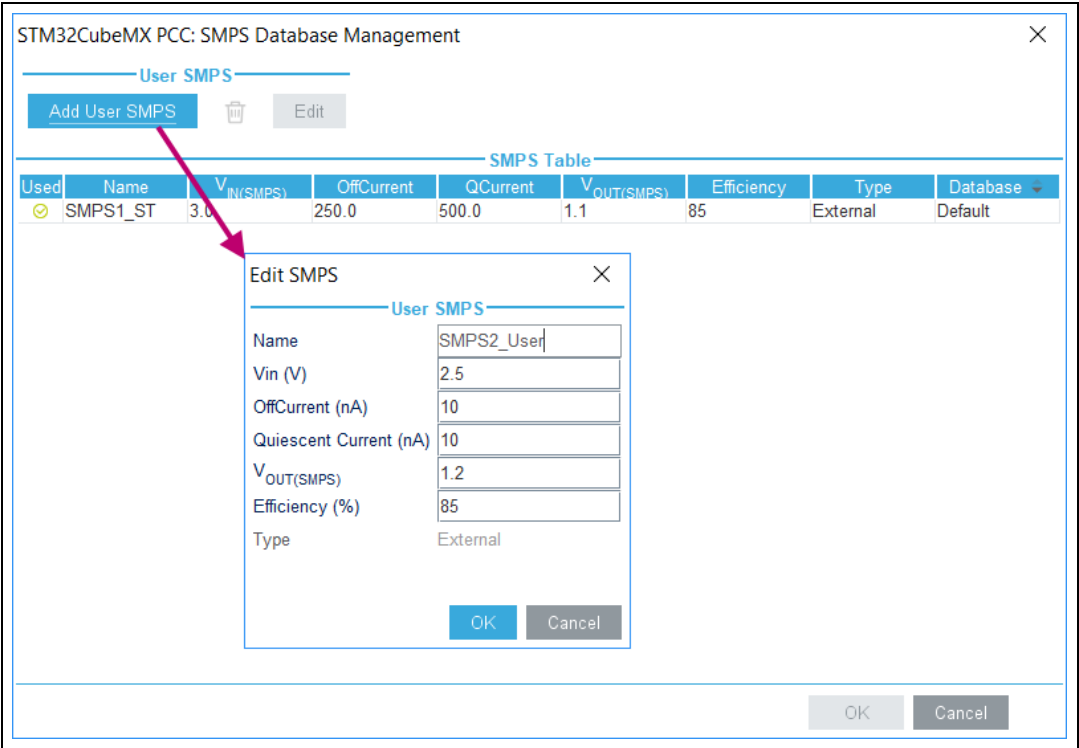 STM32CubeMX PCC: SMPS Database Management
User SMPS
Add User SMPS Edit
SMPS Table
Used Name VIN(SMPS) OffCurrent QCurrent VOUT(SMPS) Efficiency Type Database
SMPS1_ST 3.0 250.0 500.0 1.1 85 External Default
Edit SMPS
User SMPS
Name SMPS2_User
Vin (V) 2.5
OffCurrent (nA) 10
Quiescent Current (nA) 10
VOUT(SMPS) 1.2
Efficiency (%) 85
Type External
OK Cancel
OK Cancel